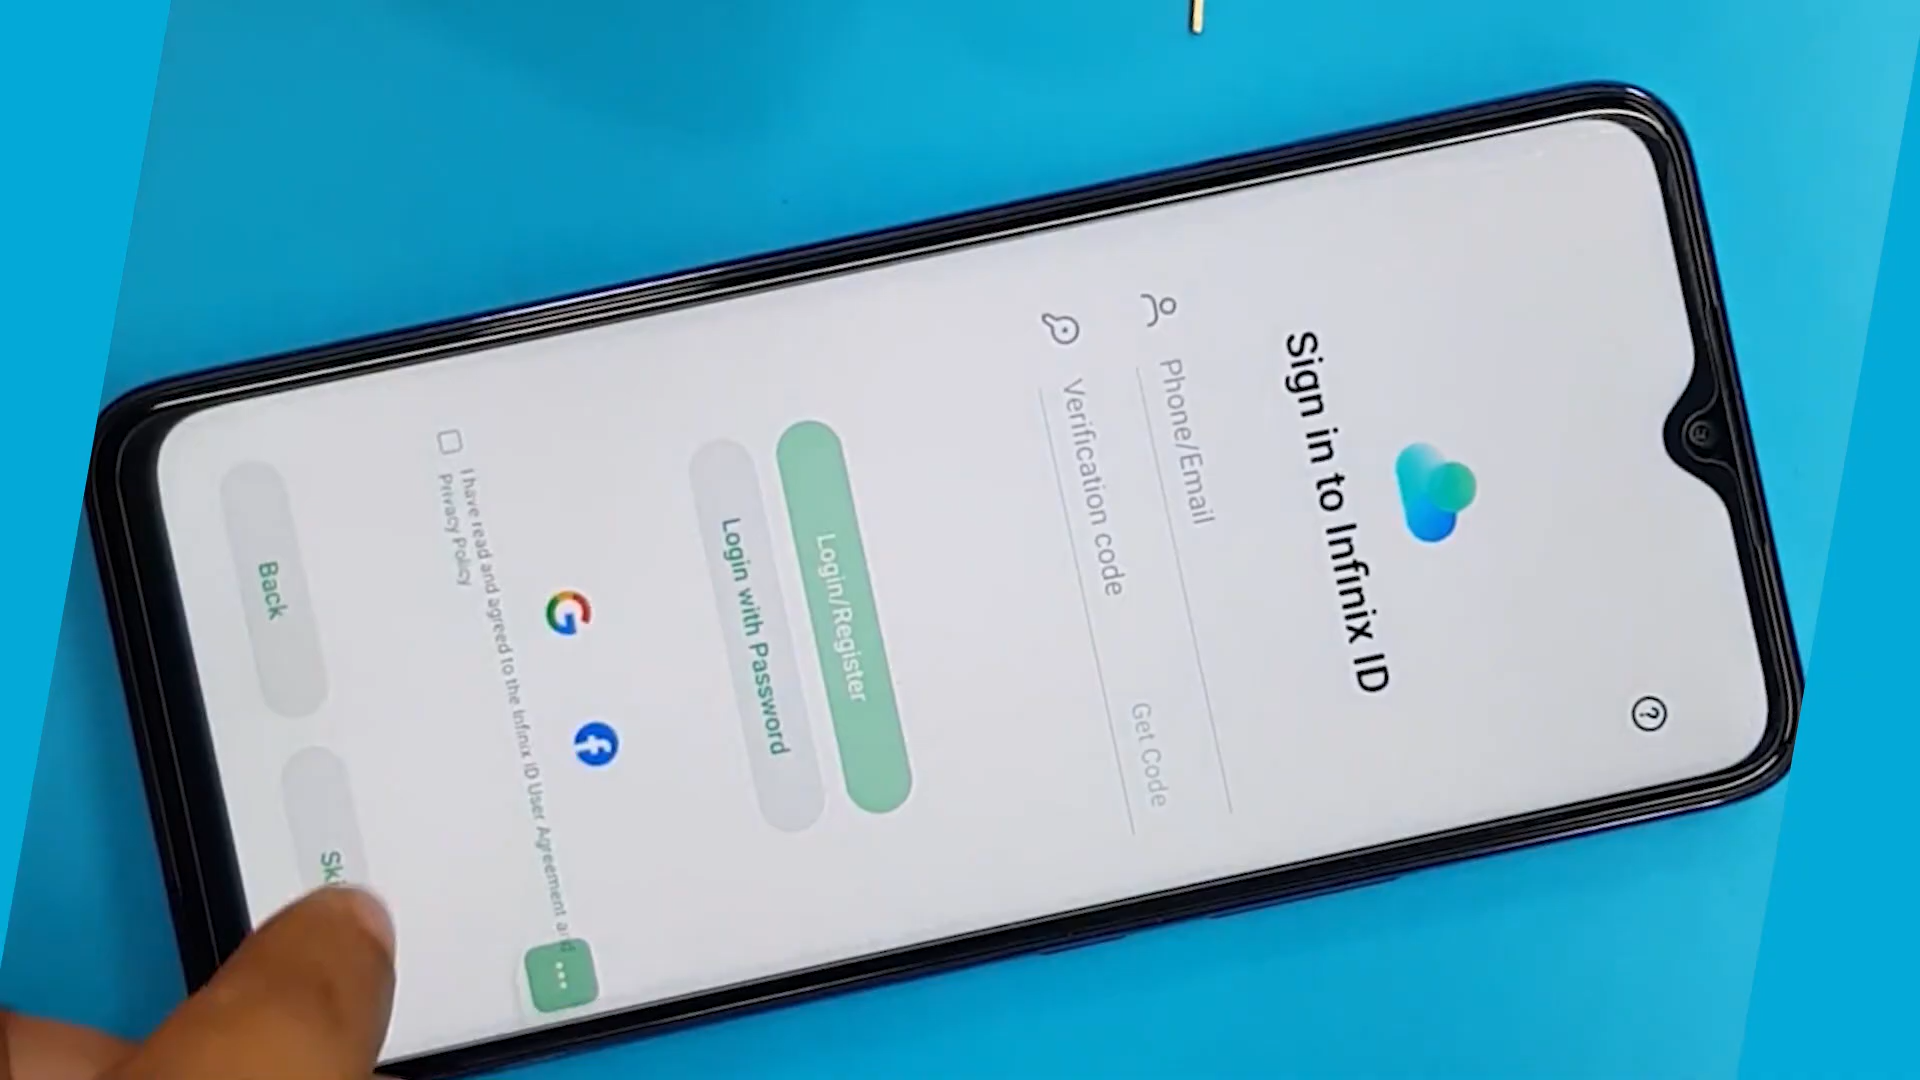 Sign in to Infinix ID
Phone/Email
Verification code
Get Code
Login/Register
Login with Password
I have read and agreed to the Infinix ID User Agreement and
Privacy Policy
Back